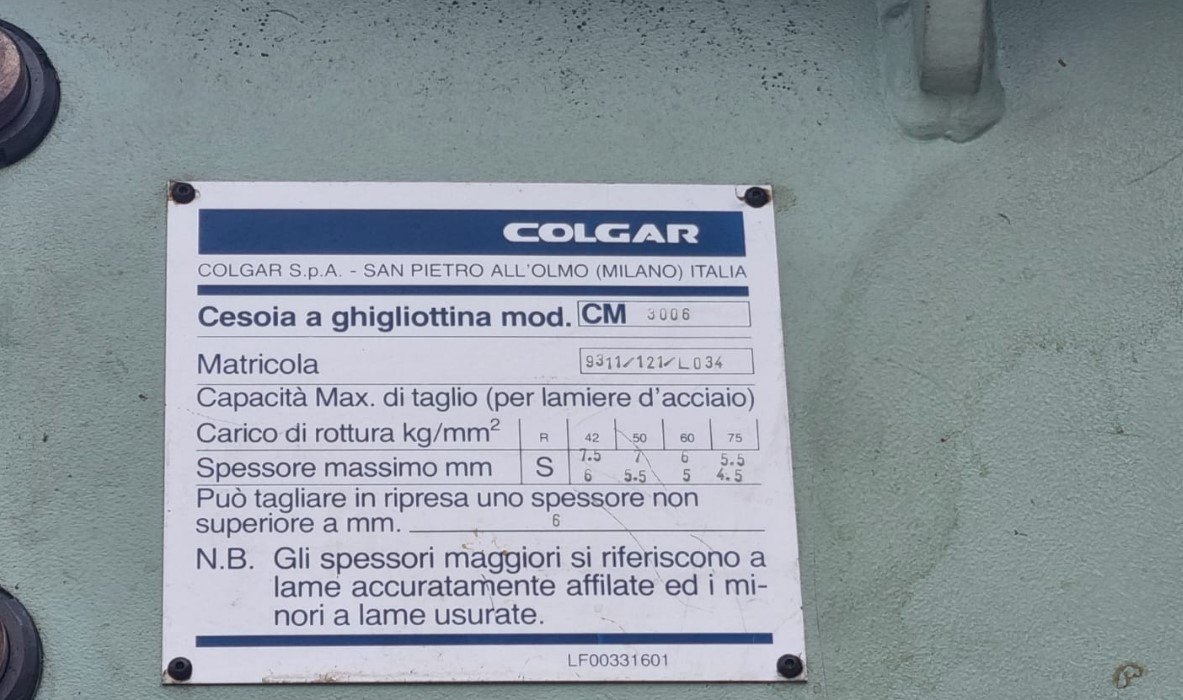 COLGAR
COLGAR S.p.A. - SAN PIETRO ALL'OLMO (MILANO) ITALIA
Cesoia a ghigliottina mod. CM 3006
Matricola 9311/121/L034
Capacità Max. di taglio (per lamiere d'acciaio)
Carico di rottura kg/mm² R 42 50 60 75
7.5 7 6 5.5
Spessore massimo mm S 6 5.5 5 4.5
Può tagliare in ripresa uno spessore non
superiore a mm. 6
N.B. Gli spessori maggiori si riferiscono a
lame accuratamente affilate ed i mi-
nori a lame usurate.
LF00331601